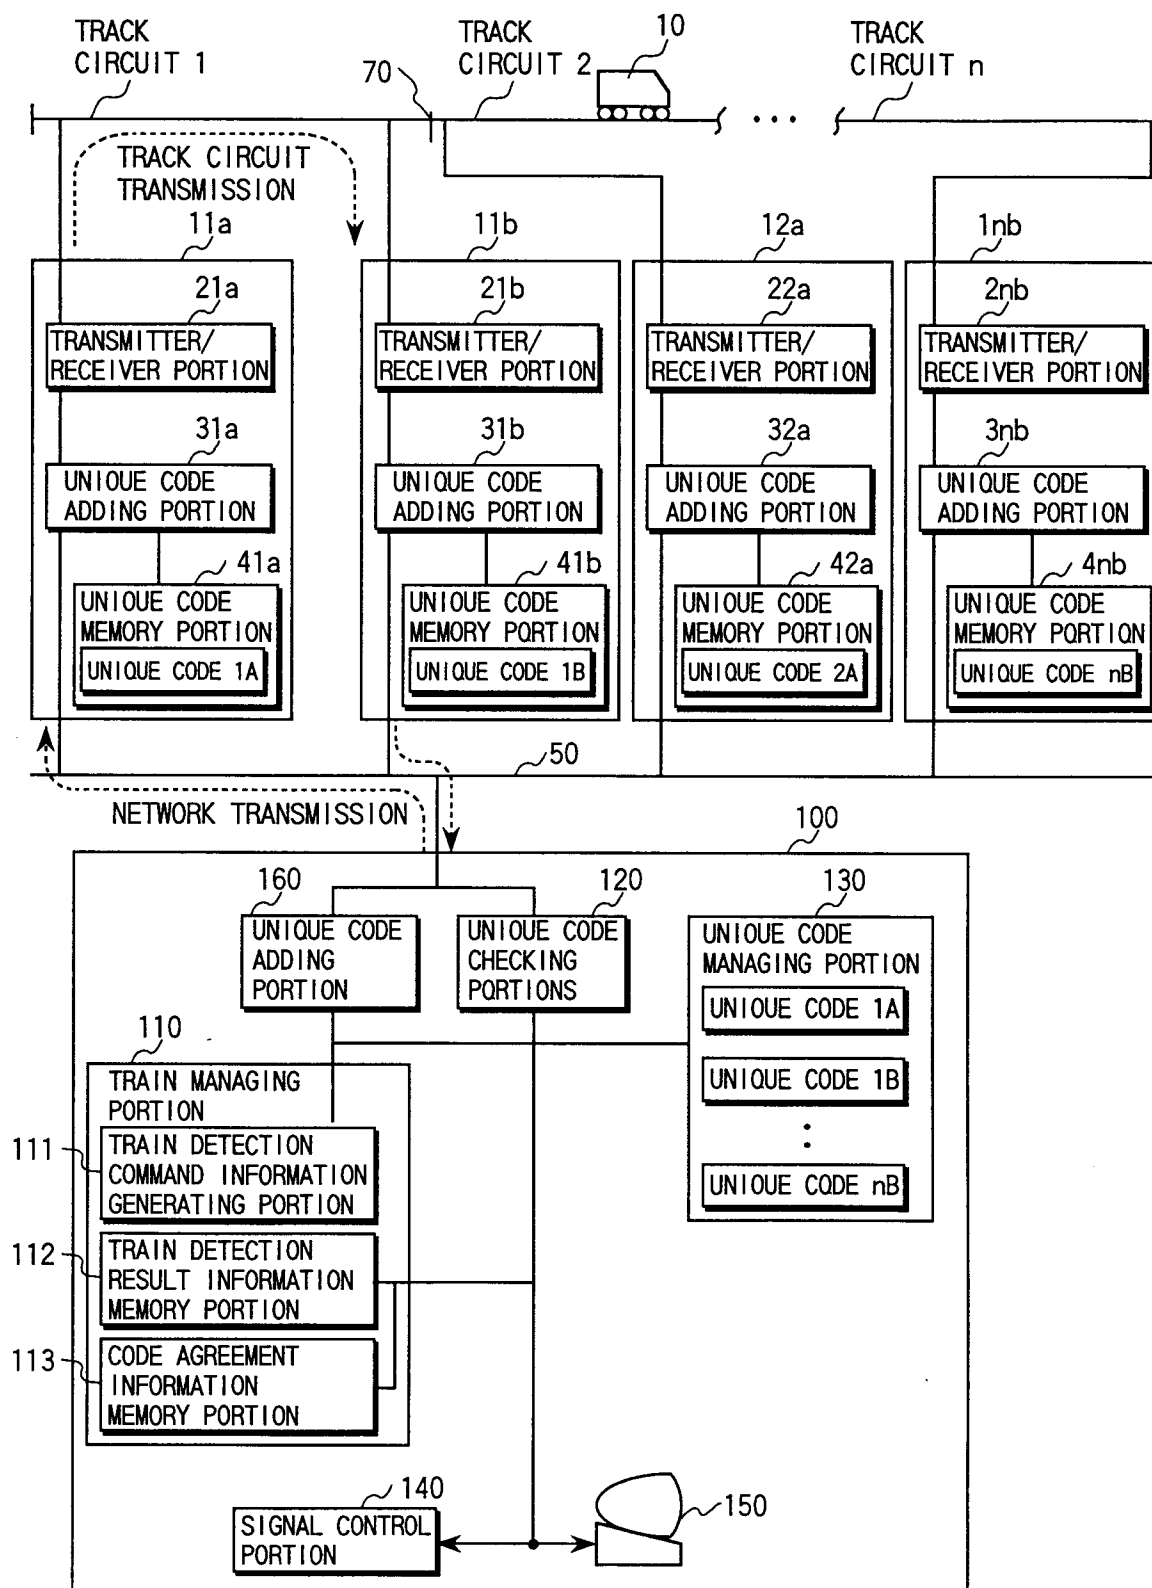 TRACK CIRCUIT 1
TRACK CIRCUIT 2
10
TRACK CIRCUIT n
70
TRACK CIRCUIT
TRANSMISSION
11a
11b
12a
1nb
21a
21b
22a
2nb
TRANSMITTER/
RECEIVER PORTION
TRANSMITTER/
RECEIVER PORTION
TRANSMITTER/
RECEIVER PORTION
TRANSMITTER/
RECEIVER PORTION
31a
31b
32a
3nb
UNIQUE CODE
ADDING PORTION
UNIQUE CODE
ADDING PORTION
UNIQUE CODE
ADDING PORTION
UNIQUE CODE
ADDING PORTION
41a
41b
42a
4nb
UNIQUE CODE
MEMORY PORTION
UNIQUE CODE 1A
UNIQUE CODE
MEMORY PORTION
UNIQUE CODE 1B
UNIQUE CODE
MEMORY PORTION
UNIQUE CODE 2A
UNIQUE CODE
MEMORY PORTION
UNIQUE CODE nB
50
NETWORK TRANSMISSION
100
160
120
130
UNIQUE CODE
ADDING
PORTION
UNIQUE CODE
CHECKING
PORTIONS
UNIQUE CODE
MANAGING PORTION
UNIQUE CODE 1A
UNIQUE CODE 1B
UNIQUE CODE nB
110
TRAIN MANAGING
PORTION
111
TRAIN DETECTION
COMMAND INFORMATION
GENERATING PORTION
112
TRAIN DETECTION
RESULT INFORMATION
MEMORY PORTION
113
CODE AGREEMENT
INFORMATION
MEMORY PORTION
140
SIGNAL CONTROL
PORTION
150